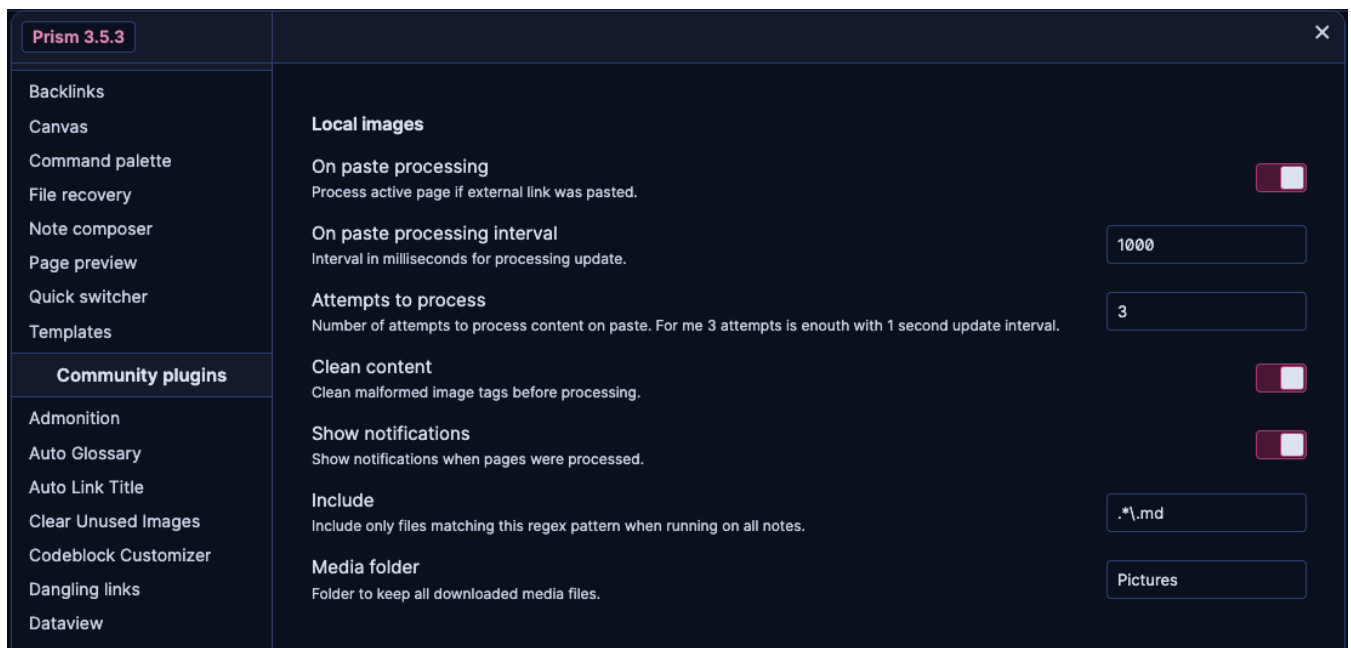 Prism 3.5.3
Backlinks
Canvas
Command palette
File recovery
Note composer
Page preview
Quick switcher
Templates
Community plugins
Admonition
Auto Glossary
Auto Link Title
Clear Unused Images
Codeblock Customizer
Dangling links
Dataview
Local images
On paste processing
Process active page if external link was pasted.
On paste processing interval
Interval in milliseconds for processing update.
1000
Attempts to process
Number of attempts to process content on paste. For me 3 attempts is enouth with 1 second update interval.
3
Clean content
Clean malformed image tags before processing.
Show notifications
Show notifications when pages were processed.
Include
Include only files matching this regex pattern when running on all notes.
.*\.md
Media folder
Folder to keep all downloaded media files.
Pictures